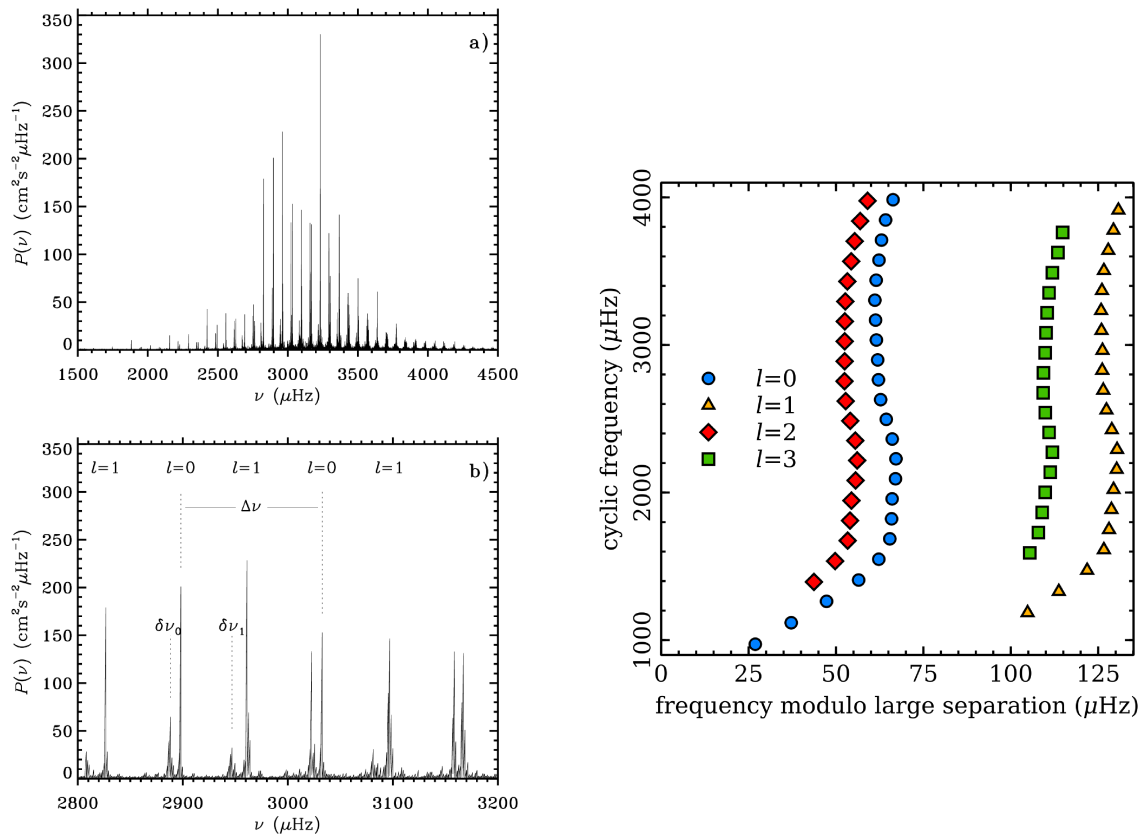 350
300
250
200
150
100
50
0
P(ν) (cm²s⁻²μHz⁻¹)
a)
1500 2000 2500 3000 3500 4000 4500
ν (μHz)
350
300
250
200
150
100
50
0
P(ν) (cm²s⁻²μHz⁻¹)
b)
l=1 l=0 l=1 l=0 l=1
Δν
δν₀ δν₁
2800 2900 3000 3100 3200
ν (μHz)
4000
3000
2000
1000
cyclic frequency (μHz)
l=0
l=1
l=2
l=3
0 25 50 75 100 125
frequency modulo large separation (μHz)